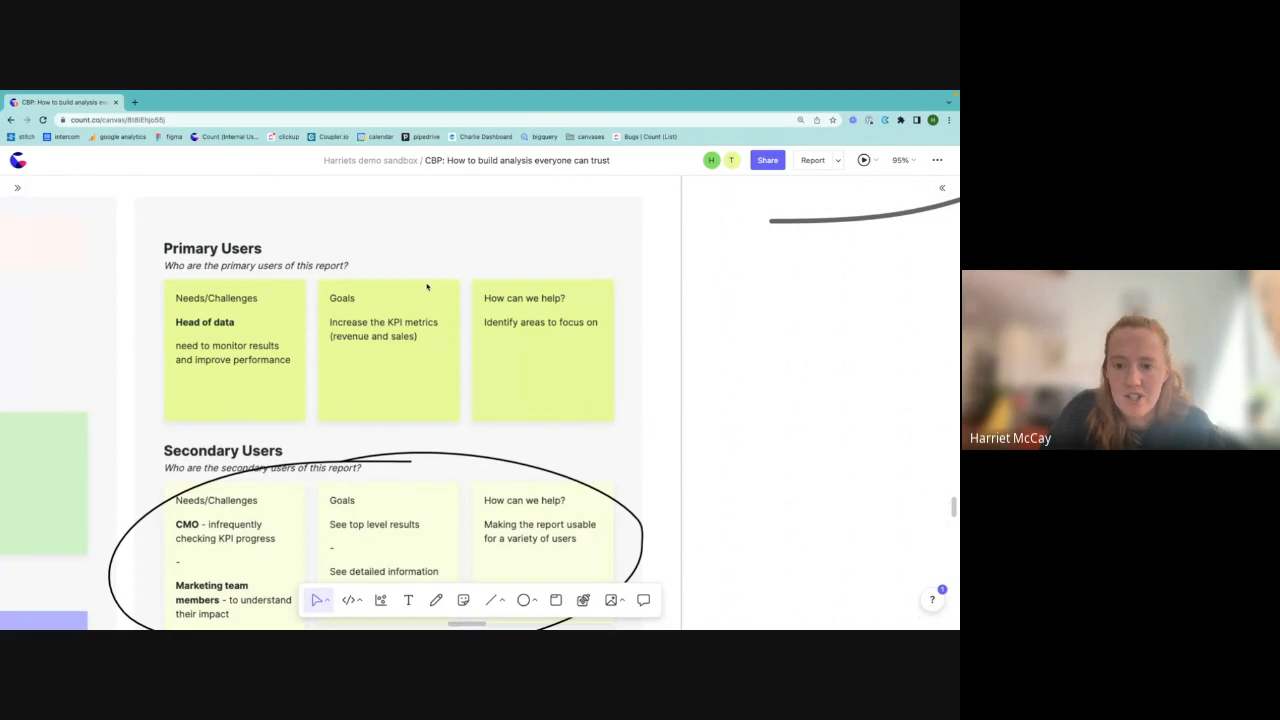 CBP: How to build analysis eve
count.co/canvas/8t8iEhjo55j
stitch
intercom
google analytics
figma
Count (Internal Us...
clickup
Coupler.io
calendar
pipedrive
Charlie Dashboard
bigquery
canvases
Bugs | Count (List)
H
Harriets demo sandbox / CBP: How to build analysis everyone can trust
H
T
Share
Report
95%
Primary Users
Who are the primary users of this report?
Needs/Challenges
Head of data
need to monitor results
and improve performance
Goals
Increase the KPI metrics
(revenue and sales)
How can we help?
Identify areas to focus on
Secondary Users
Who are the secondary users of this report?
Needs/Challenges
CMO - infrequently
checking KPI progress
-
Marketing team
members - to understand
their impact
Goals
See top level results
-
See detailed information
How can we help?
Making the report usable
for a variety of users
T
?
1
Harriet McCay